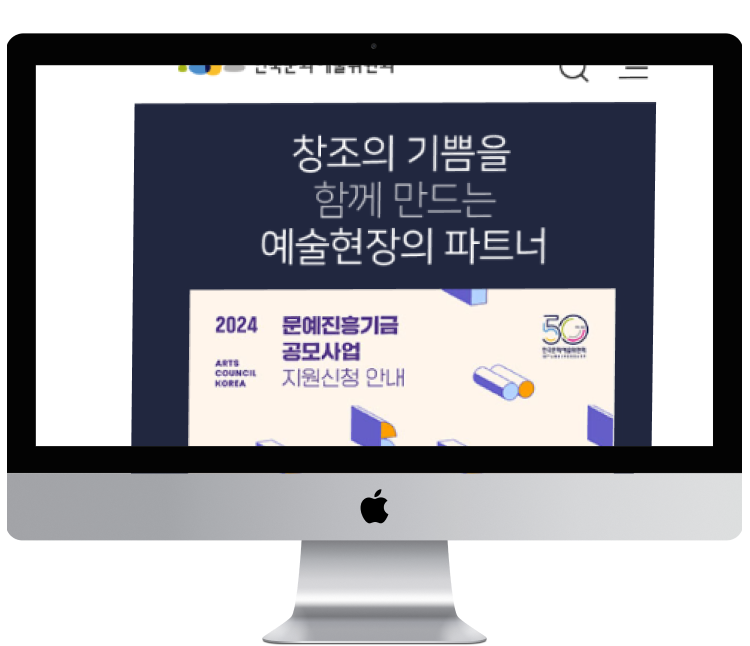 창조의 기쁨을
함께 만드는
예술현장의 파트너
2024
문예진흥기금
공모사업
지원신청 안내
ARTS
COUNCIL
KOREA
50